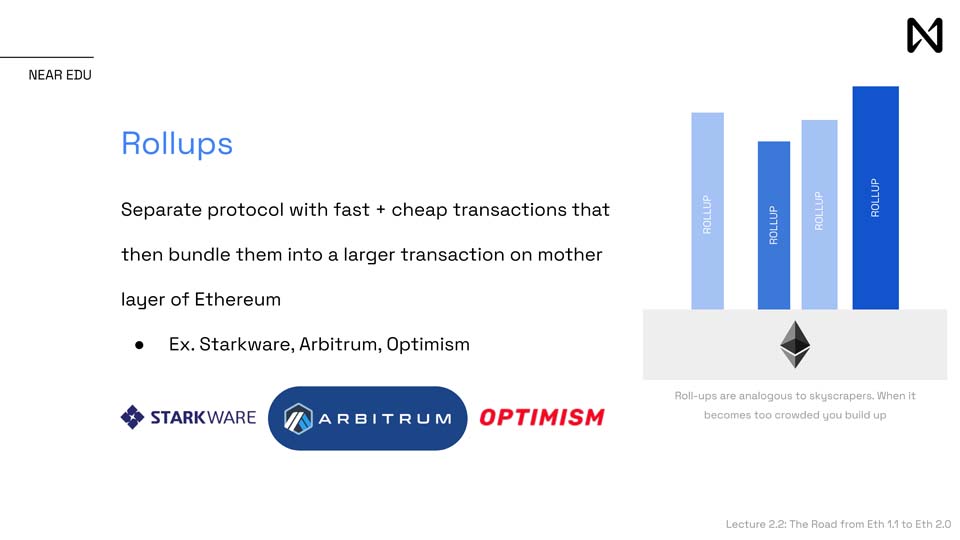 NEAR EDU
Rollups
Separate protocol with fast + cheap transactions that
then bundle them into a larger transaction on mother
layer of Ethereum
● Ex. Starkware, Arbitrum, Optimism
STARKWARE
ARBITRUM
OPTIMISM
ROLLUP
ROLLUP
ROLLUP
ROLLUP
Roll-ups are analogous to skyscrapers. When it
becomes too crowded you build up
Lecture 2.2: The Road from Eth 1.1 to Eth 2.0